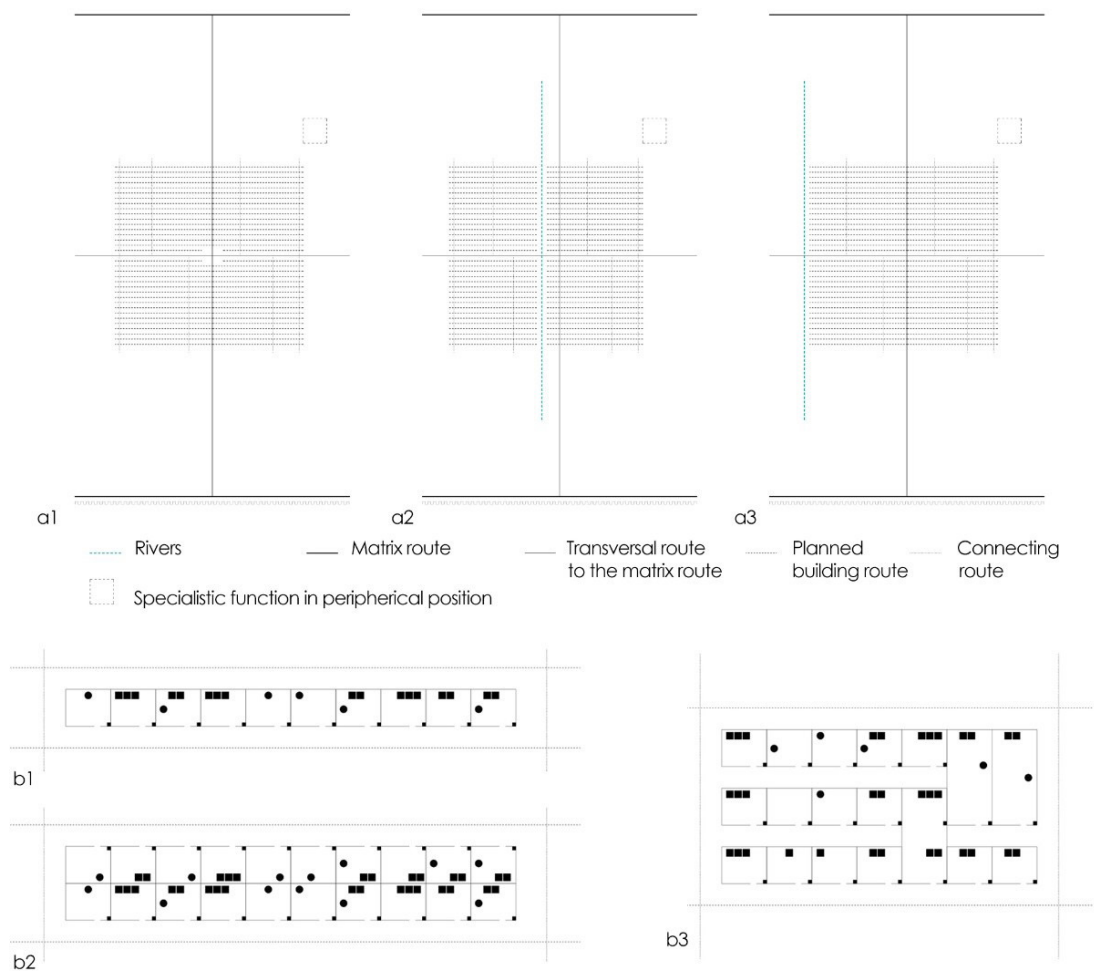 a1
a2
a3
Rivers
Matrix route
Transversal route
to the matrix route
Planned
building route
Connecting
route
Specialistic function in peripherical position
b1
b2
b3